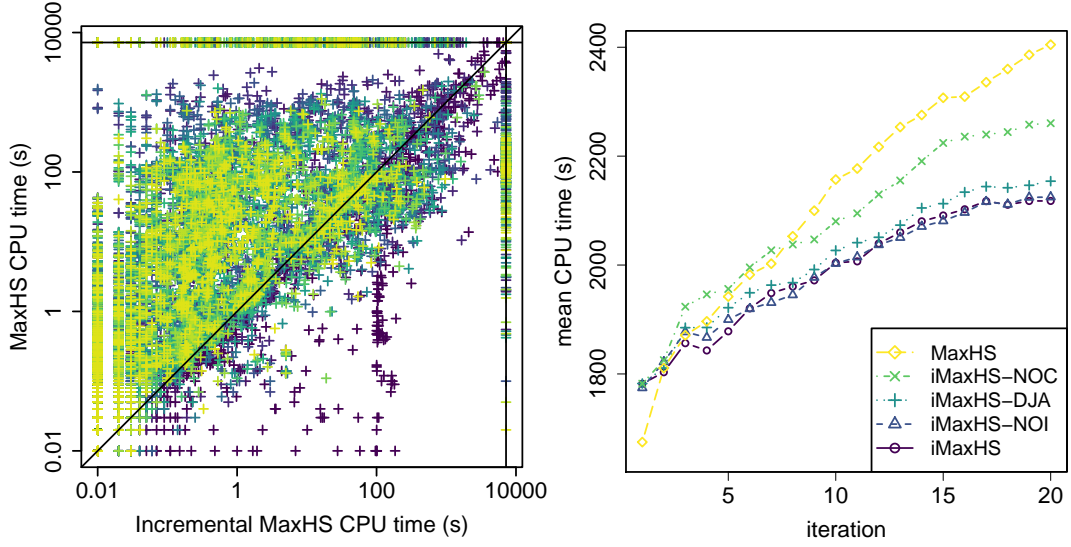 MaxHS CPU time (s)
10000
100
1
0.01
0.01 1 100 10000
Incremental MaxHS CPU time (s)
mean CPU time (s)
2400
2200
2000
1800
MaxHS
iMaxHS−NOC
iMaxHS−DJA
iMaxHS−NOI
iMaxHS
5 10 15 20
iteration